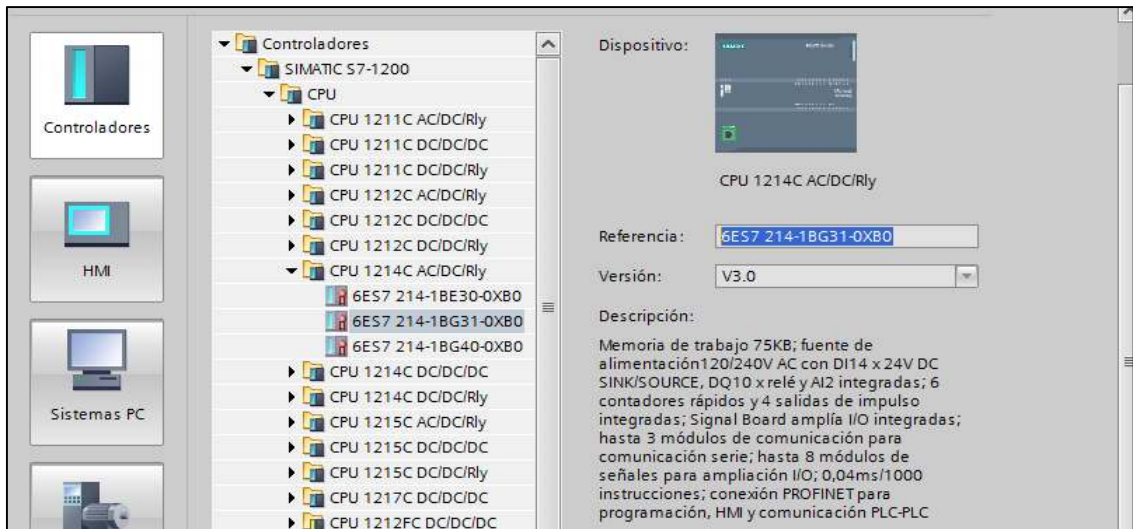 Controladores
HMI
Sistemas PC
Controladores
SIMATIC S7-1200
CPU
CPU 1211C AC/DC/Rly
CPU 1211C DC/DC/DC
CPU 1211C DC/DC/Rly
CPU 1212C AC/DC/Rly
CPU 1212C DC/DC/DC
CPU 1212C DC/DC/Rly
CPU 1214C AC/DC/Rly
6ES7 214-1BE30-0XB0
6ES7 214-1BG31-0XB0
6ES7 214-1BG40-0XB0
CPU 1214C DC/DC/DC
CPU 1214C DC/DC/Rly
CPU 1215C AC/DC/Rly
CPU 1215C DC/DC/DC
CPU 1215C DC/DC/Rly
CPU 1217C DC/DC/DC
CPU 1212FC DC/DC/DC
Dispositivo:
CPU 1214C AC/DC/Rly
Referencia: 6ES7 214-1BG31-0XB0
Versión: V3.0
Descripción:
Memoria de trabajo 75KB; fuente de
alimentación120/240V AC con DI14 x 24V DC
SINK/SOURCE, DQ10 x relé y AI2 integradas; 6
contadores rápidos y 4 salidas de impulso
integradas; Signal Board amplía I/O integradas;
hasta 3 módulos de comunicación para
comunicación serie; hasta 8 módulos de
señales para ampliación I/O; 0,04ms/1000
instrucciones; conexión PROFINET para
programación, HMI y comunicación PLC-PLC